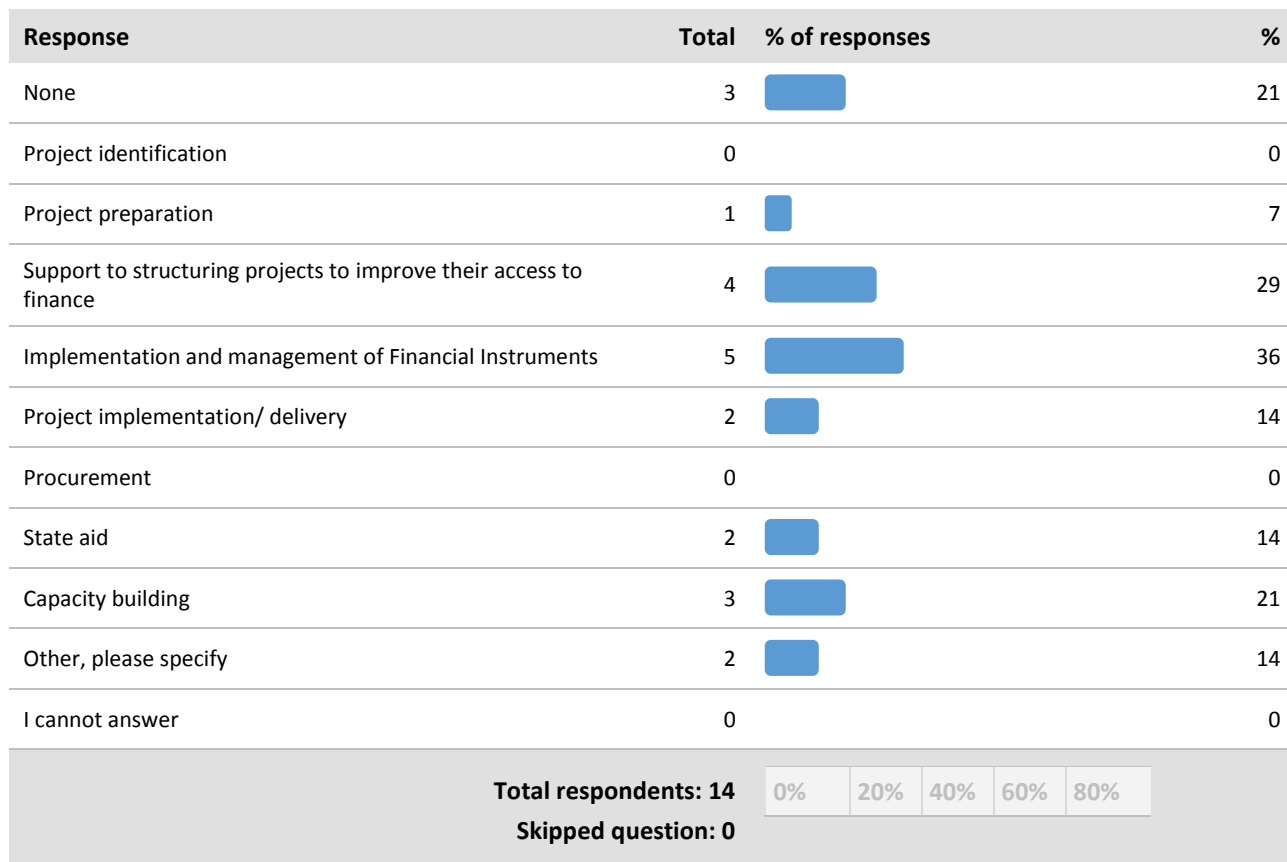 Response Total % of responses %
None 3 21
Project identification 0 0
Project preparation 1 7
Support to structuring projects to improve their access to
finance 4 29
Implementation and management of Financial Instruments 5 36
Project implementation/ delivery 2 14
Procurement 0 0
State aid 2 14
Capacity building 3 21
Other, please specify 2 14
I cannot answer 0 0
Total respondents: 14 0% 20% 40% 60% 80%
Skipped question: 0